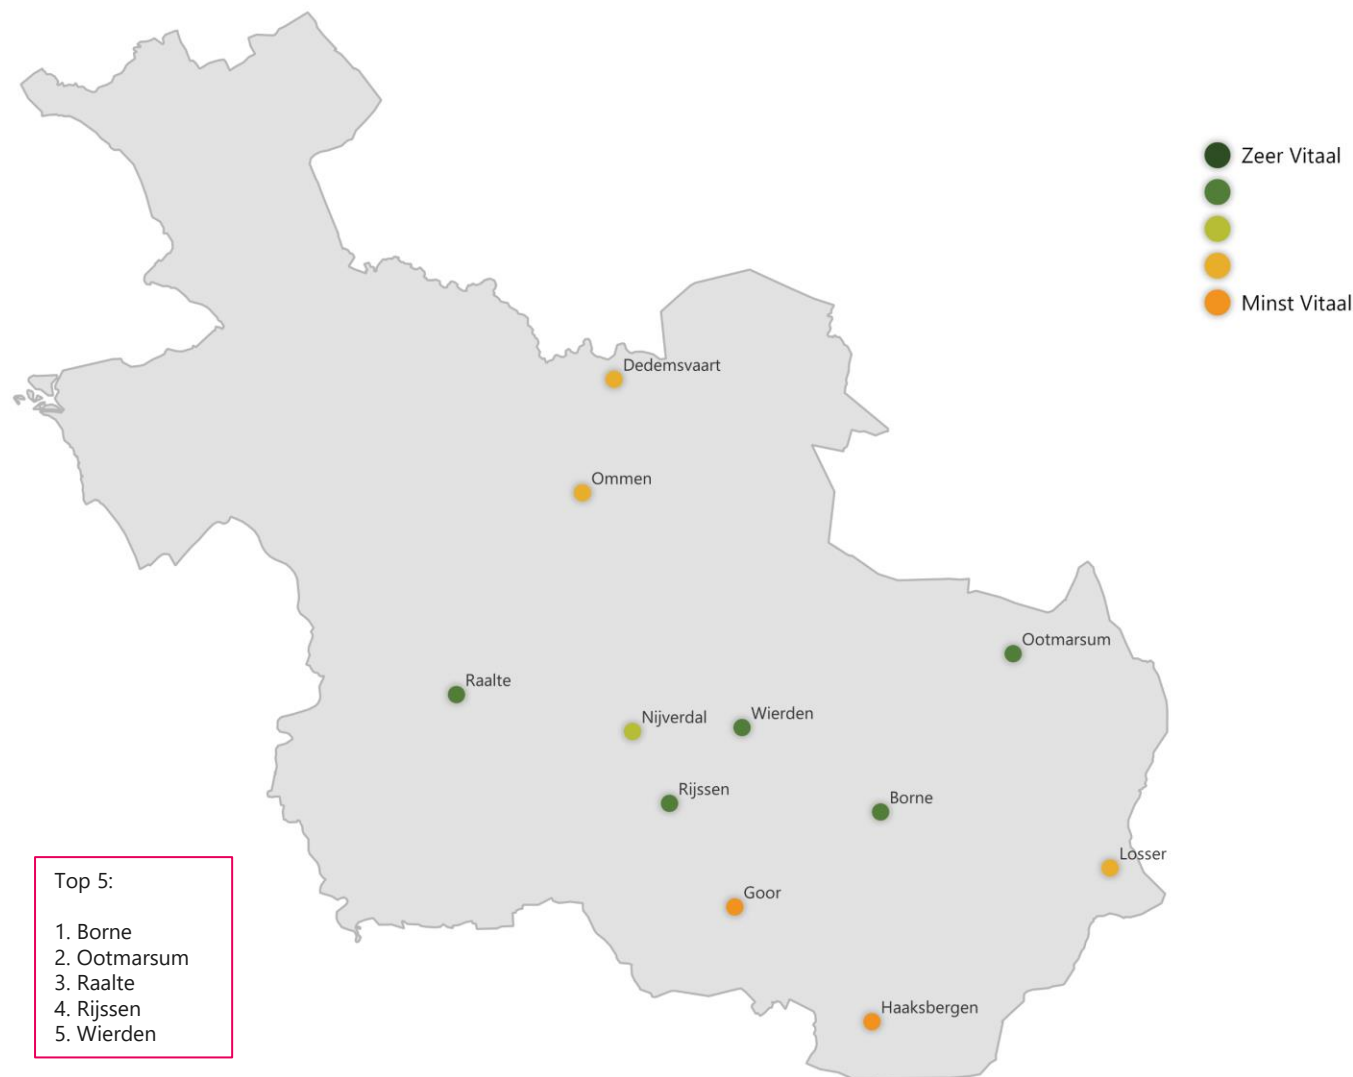 Zeer Vitaal
Minst Vitaal
Dedemsvaart
Ommen
Ootmarsum
Raalte
Nijverdal
Wierden
Rijssen
Borne
Losser
Goor
Haaksbergen
Top 5:
1. Borne
2. Ootmarsum
3. Raalte
4. Rijssen
5. Wierden